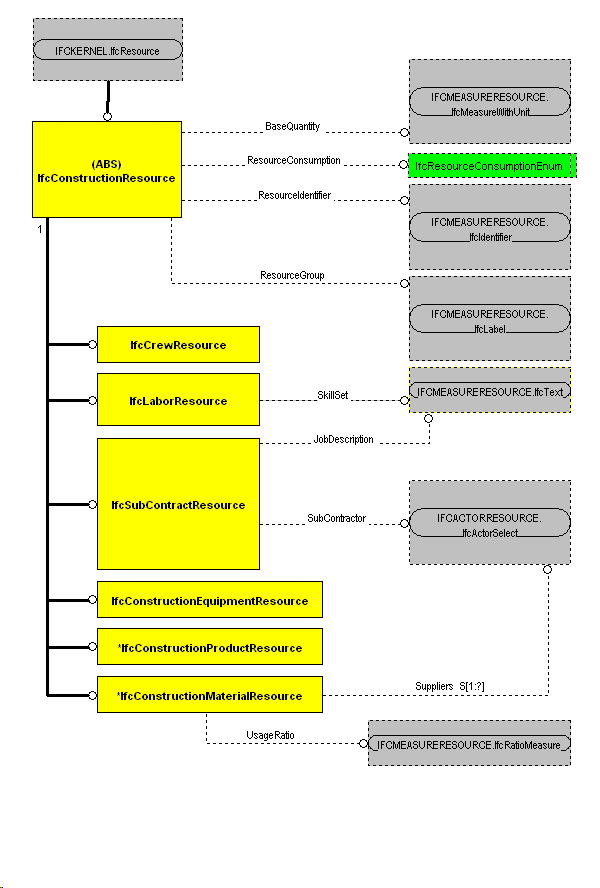 IFCKERNEL.IfcResource
IFCMEASURERESOURCE.
IfcMeasureWithUnit
BaseQuantity
(ABS)
IfcConstructionResource
ResourceConsumption
IfcResourceConsumptionEnum
ResourceIdentifier
IFCMEASURERESOURCE.
IfcIdentifier
1
ResourceGroup
IFCMEASURERESOURCE.
IfcLabel
IfcCrewResource
IfcLaborResource
SkillSet
IFCMEASURERESOURCE.IfcText
JobDescription
IfcSubContractResource
SubContractor
IFCACTORRESOURCE.
IfcActorSelect
IfcConstructionEquipmentResource
*IfcConstructionProductResource
*IfcConstructionMaterialResource
Suppliers S[1:?]
UsageRatio
IFCMEASURERESOURCE.IfcRatioMeasure